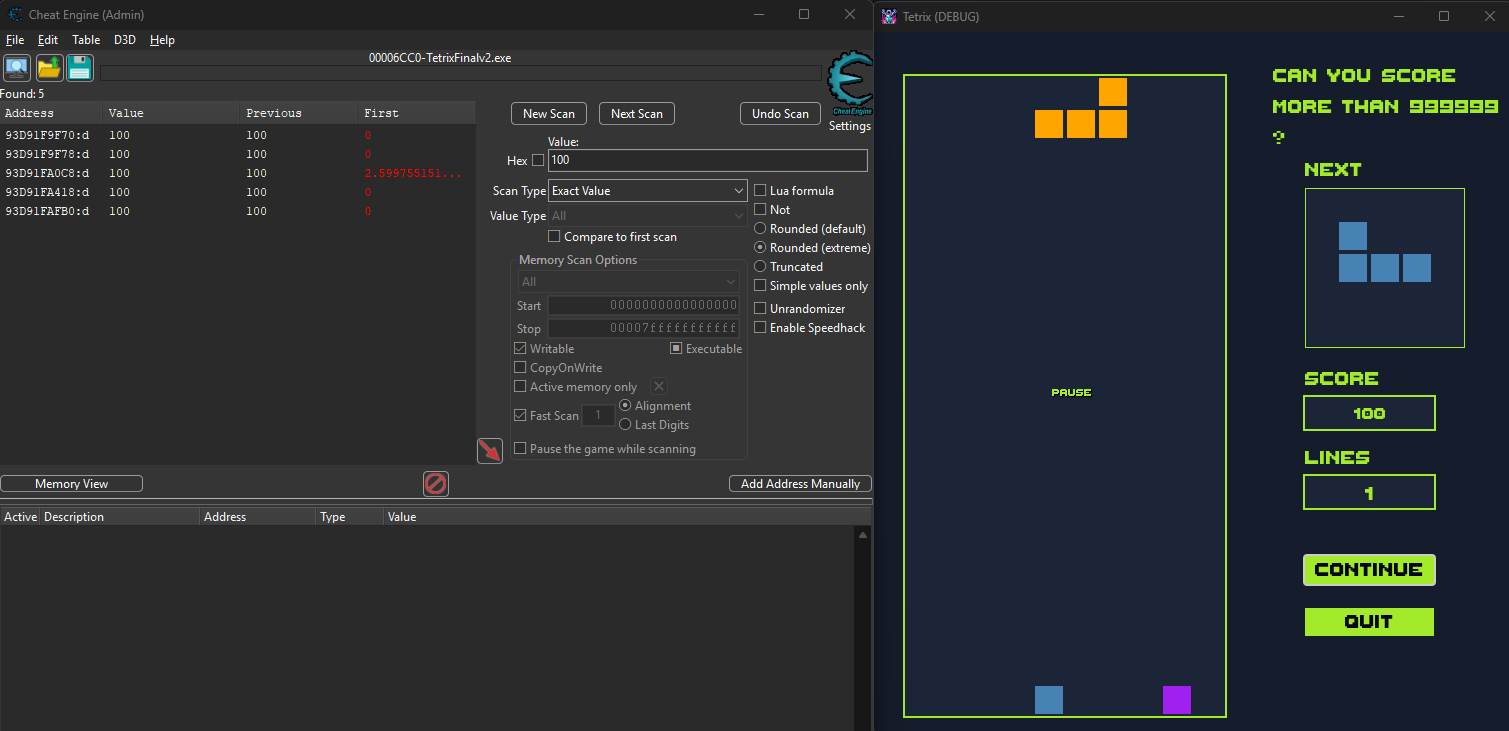 Cheat Engine (Admin)
File Edit Table D3D Help
00006CC0-TetrixFinalv2.exe
Found: 5
Address Value Previous First
93D91F9F70:d 100 100 0
93D91F9F78:d 100 100 0
93D91FA0C8:d 100 100 2.599755151...
93D91FA418:d 100 100 0
93D91FAFB0:d 100 100 0
New Scan Next Scan Undo Scan
Cheat Engine
Settings
Value:
Hex 100
Scan Type Exact Value
Value Type All
Compare to first scan
Lua formula
Not
Rounded (default)
Rounded (extreme)
Truncated
Simple values only
Unrandomizer
Enable Speedhack
Memory Scan Options
All
Start 0000000000000000
Stop 00007fffffffffff
Writable Executable
CopyOnWrite
Active memory only
Fast Scan 1 Alignment
Last Digits
Pause the game while scanning
Memory View Add Address Manually
Active Description Address Type Value
Tetrix (DEBUG)
CAN YOU SCORE
MORE THAN 999999
?
NEXT
PAUSE
SCORE
100
LINES
1
CONTINUE
QUIT